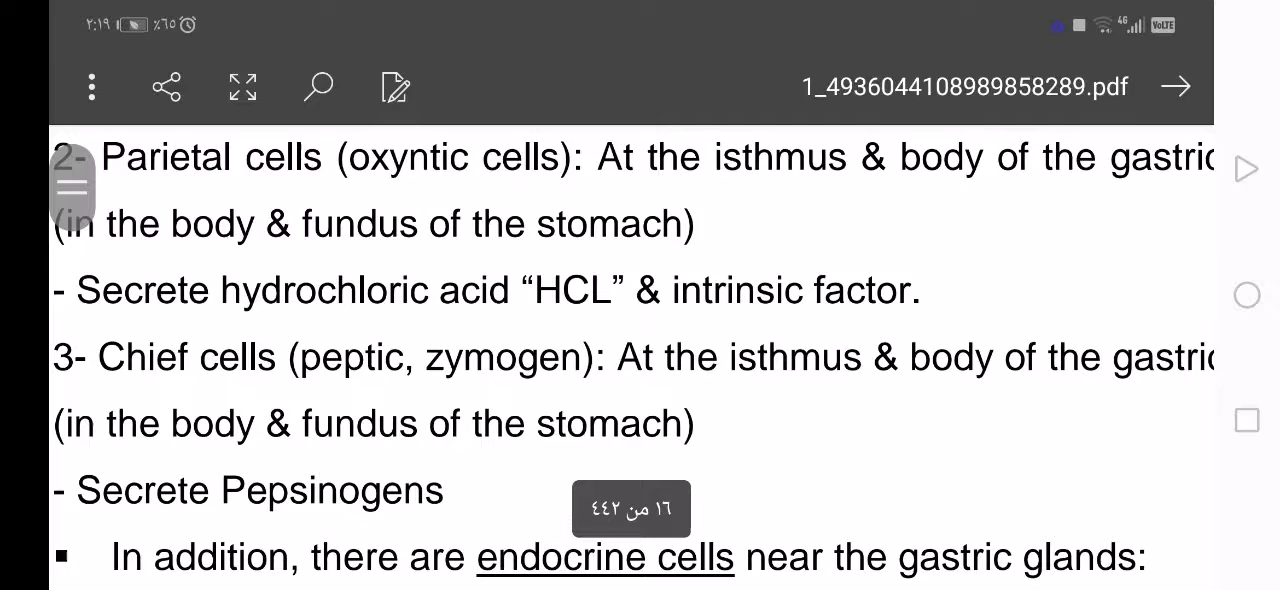 ٢:١٩ ٪٦٥ 4G VoLTE
1_4936044108989858289.pdf
2- Parietal cells (oxyntic cells): At the isthmus & body of the gastric
(in the body & fundus of the stomach)
- Secrete hydrochloric acid “HCL” & intrinsic factor.
3- Chief cells (peptic, zymogen): At the isthmus & body of the gastric
(in the body & fundus of the stomach)
- Secrete Pepsinogens
١٦ من ٤٤٢
▪ In addition, there are endocrine cells near the gastric glands: